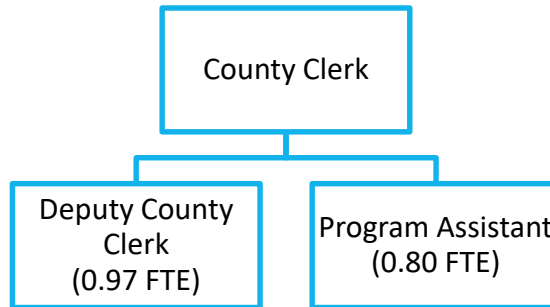 County Clerk
Deputy County
Clerk
(0.97 FTE)
Program Assistant
(0.80 FTE)